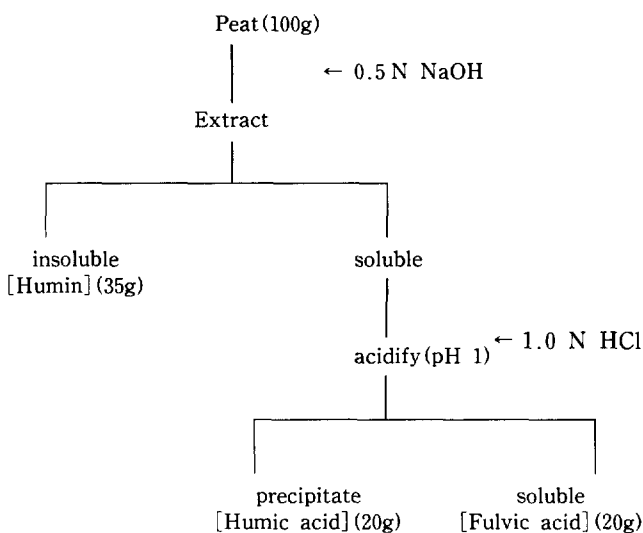 Peat(100g)
← 0.5N NaOH
Extract
insoluble
[Humin](35g)
soluble
acidify(pH 1)
← 1.0 N HCl
precipitate
[Humic acid](20g)
soluble
[Fulvic acid](20g)